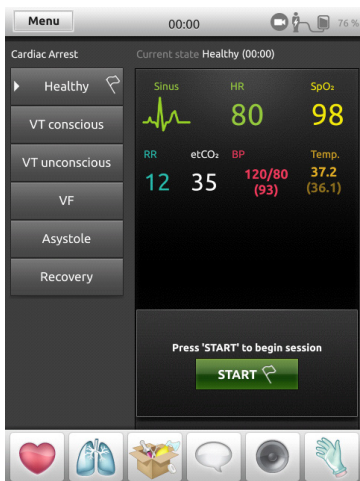 Menu
00:00
76 %
Cardiac Arrest
Current state Healthy (00:00)
Healthy
VT conscious
VT unconscious
VF
Asystole
Recovery
Sinus HR SpO₂
80 98
RR etCO₂ BP Temp.
12 35 120/80 37.2
(93) (36.1)
Press 'START' to begin session
START